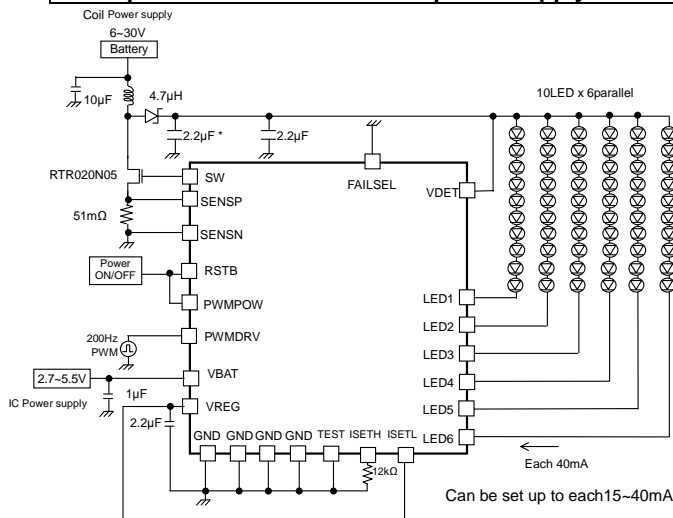 Coil Power supply
6~30V
Battery
10µF
4.7µH
10LED x 6parallel
2.2µF *
2.2µF
RTR020N05
SW
FAILSEL
VDET
SENSP
51mΩ
SENSN
Power
ON/OFF
RSTB
PWMPOW
LED1
200Hz
PWM
PWMDRV
LED2
LED3
2.7~5.5V
VBAT
LED4
1µF
IC Power supply
VREG
LED5
2.2µF
GND GND GND GND TEST ISETH ISETL
LED6
12kΩ
Each 40mA
Can be set up to each15~40mA